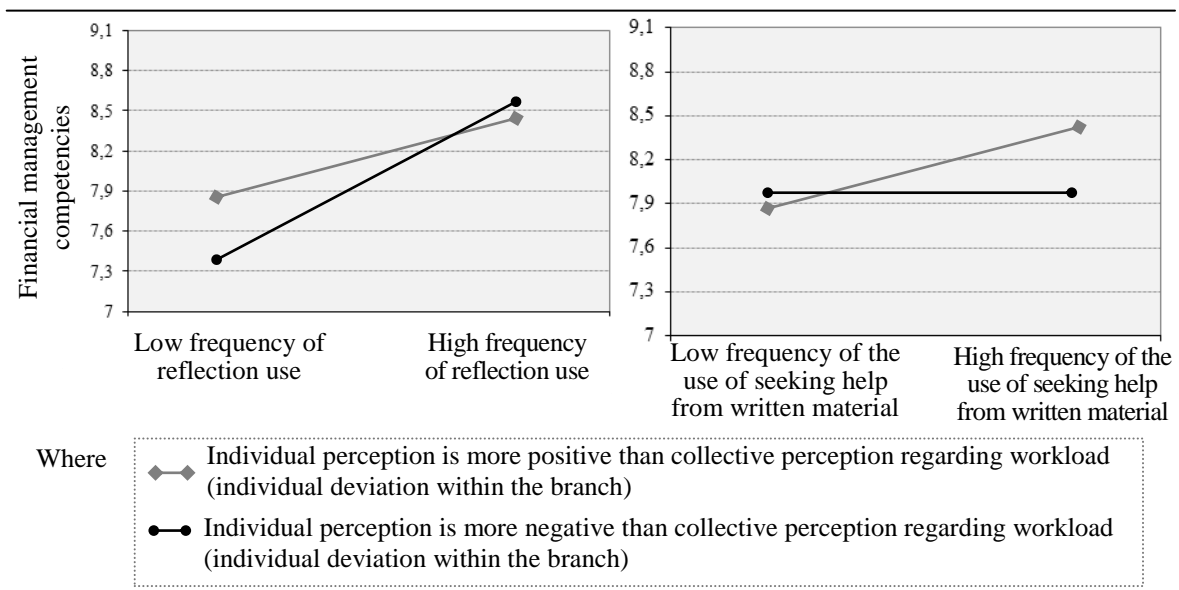 Financial management
competencies
9,1
8,8
8,5
8,2
7,9
7,6
7,3
7
Low frequency of
reflection use
High frequency
of reflection use
9,1
8,8
8,5
8,2
7,9
7,6
7,3
7
Low frequency of the
use of seeking help
from written material
High frequency of the
use of seeking help
from written material
Where
Individual perception is more positive than collective perception regarding workload
(individual deviation within the branch)
Individual perception is more negative than collective perception regarding workload
(individual deviation within the branch)